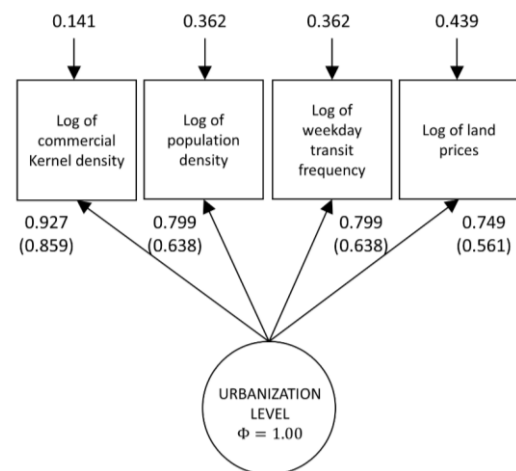 0.141
0.362
0.362
0.439
Log of
commercial
Kernel density
Log of
population
density
Log of
weekday
transit
frequency
Log of land
prices
0.927
(0.859)
0.799
(0.638)
0.799
(0.638)
0.749
(0.561)
URBANIZATION
LEVEL
Φ = 1.00